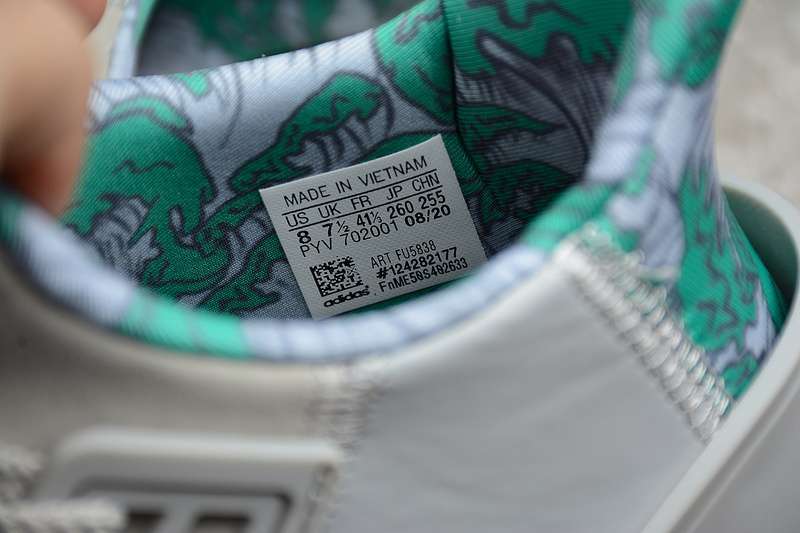 MADE IN VIETNAM
US UK FR JP CHN
8 7½ 41⅓ 260 255
PYV 702001 08/20
ART FU5838
#124282177
adidas FnME50S492633